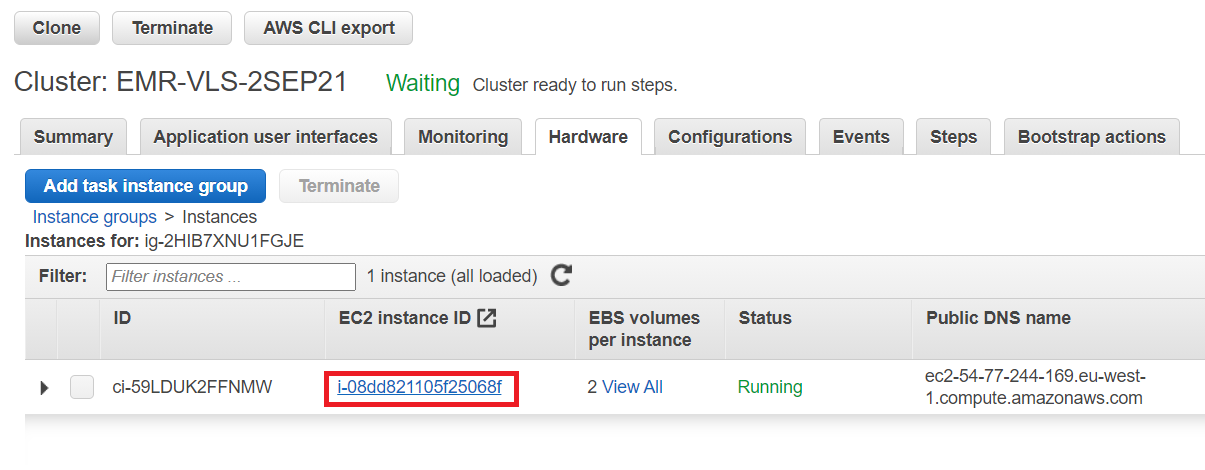 Clone Terminate AWS CLI export
Cluster: EMR-VLS-2SEP21 Waiting Cluster ready to run steps.
Summary Application user interfaces Monitoring Hardware Configurations Events Steps Bootstrap actions
Add task instance group Terminate
Instance groups > Instances
Instances for: ig-2HIB7XNU1FGJE
Filter: Filter instances ... 1 instance (all loaded)
ID EC2 instance ID EBS volumes per instance Status Public DNS name
ci-59LDUK2FFNMW i-08dd821105f25068f 2 View All Running ec2-54-77-244-169.eu-west-1.compute.amazonaws.com